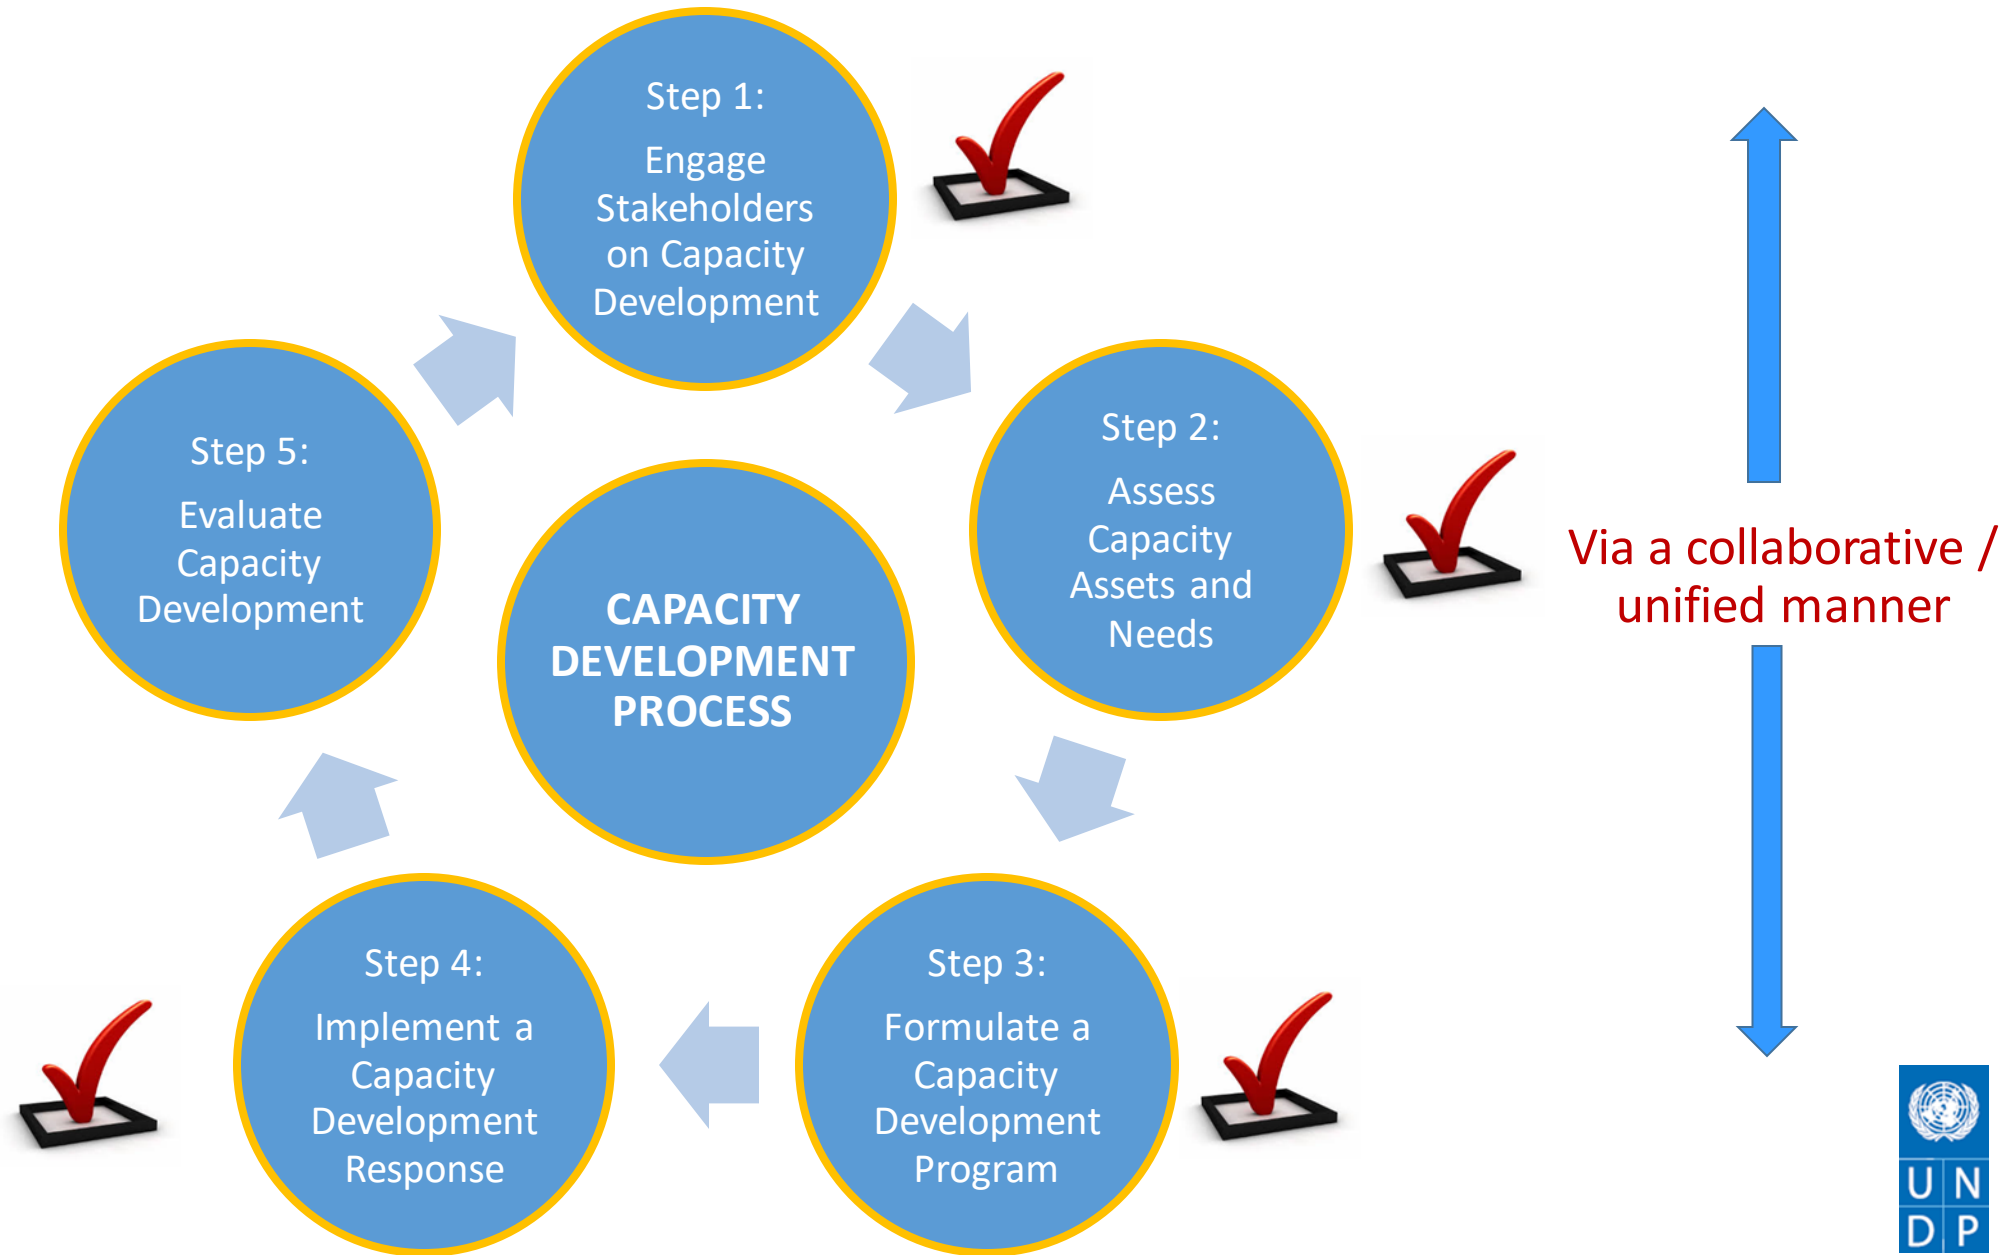 Step 1:
Engage
Stakeholders
on Capacity
Development
Step 2:
Assess
Capacity
Assets and
Needs
Step 3:
Formulate a
Capacity
Development
Program
Step 4:
Implement a
Capacity
Development
Response
Step 5:
Evaluate
Capacity
Development
CAPACITY
DEVELOPMENT
PROCESS
Via a collaborative /
unified manner
U N
D P